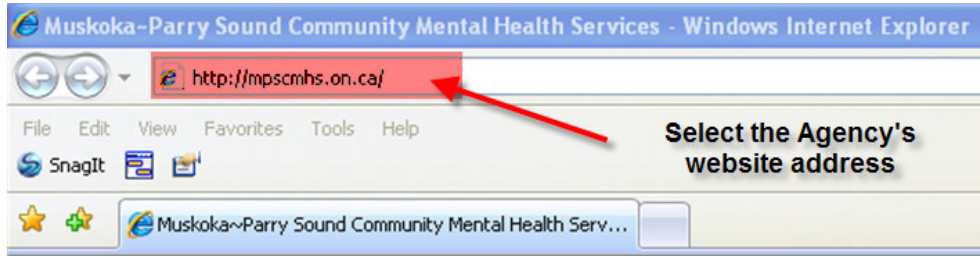 Muskoka~Parry Sound Community Mental Health Services - Windows Internet Explorer
http://mpscmhs.on.ca/
File Edit View Favorites Tools Help
Select the Agency's
website address
SnagIt
Muskoka~Parry Sound Community Mental Health Serv...